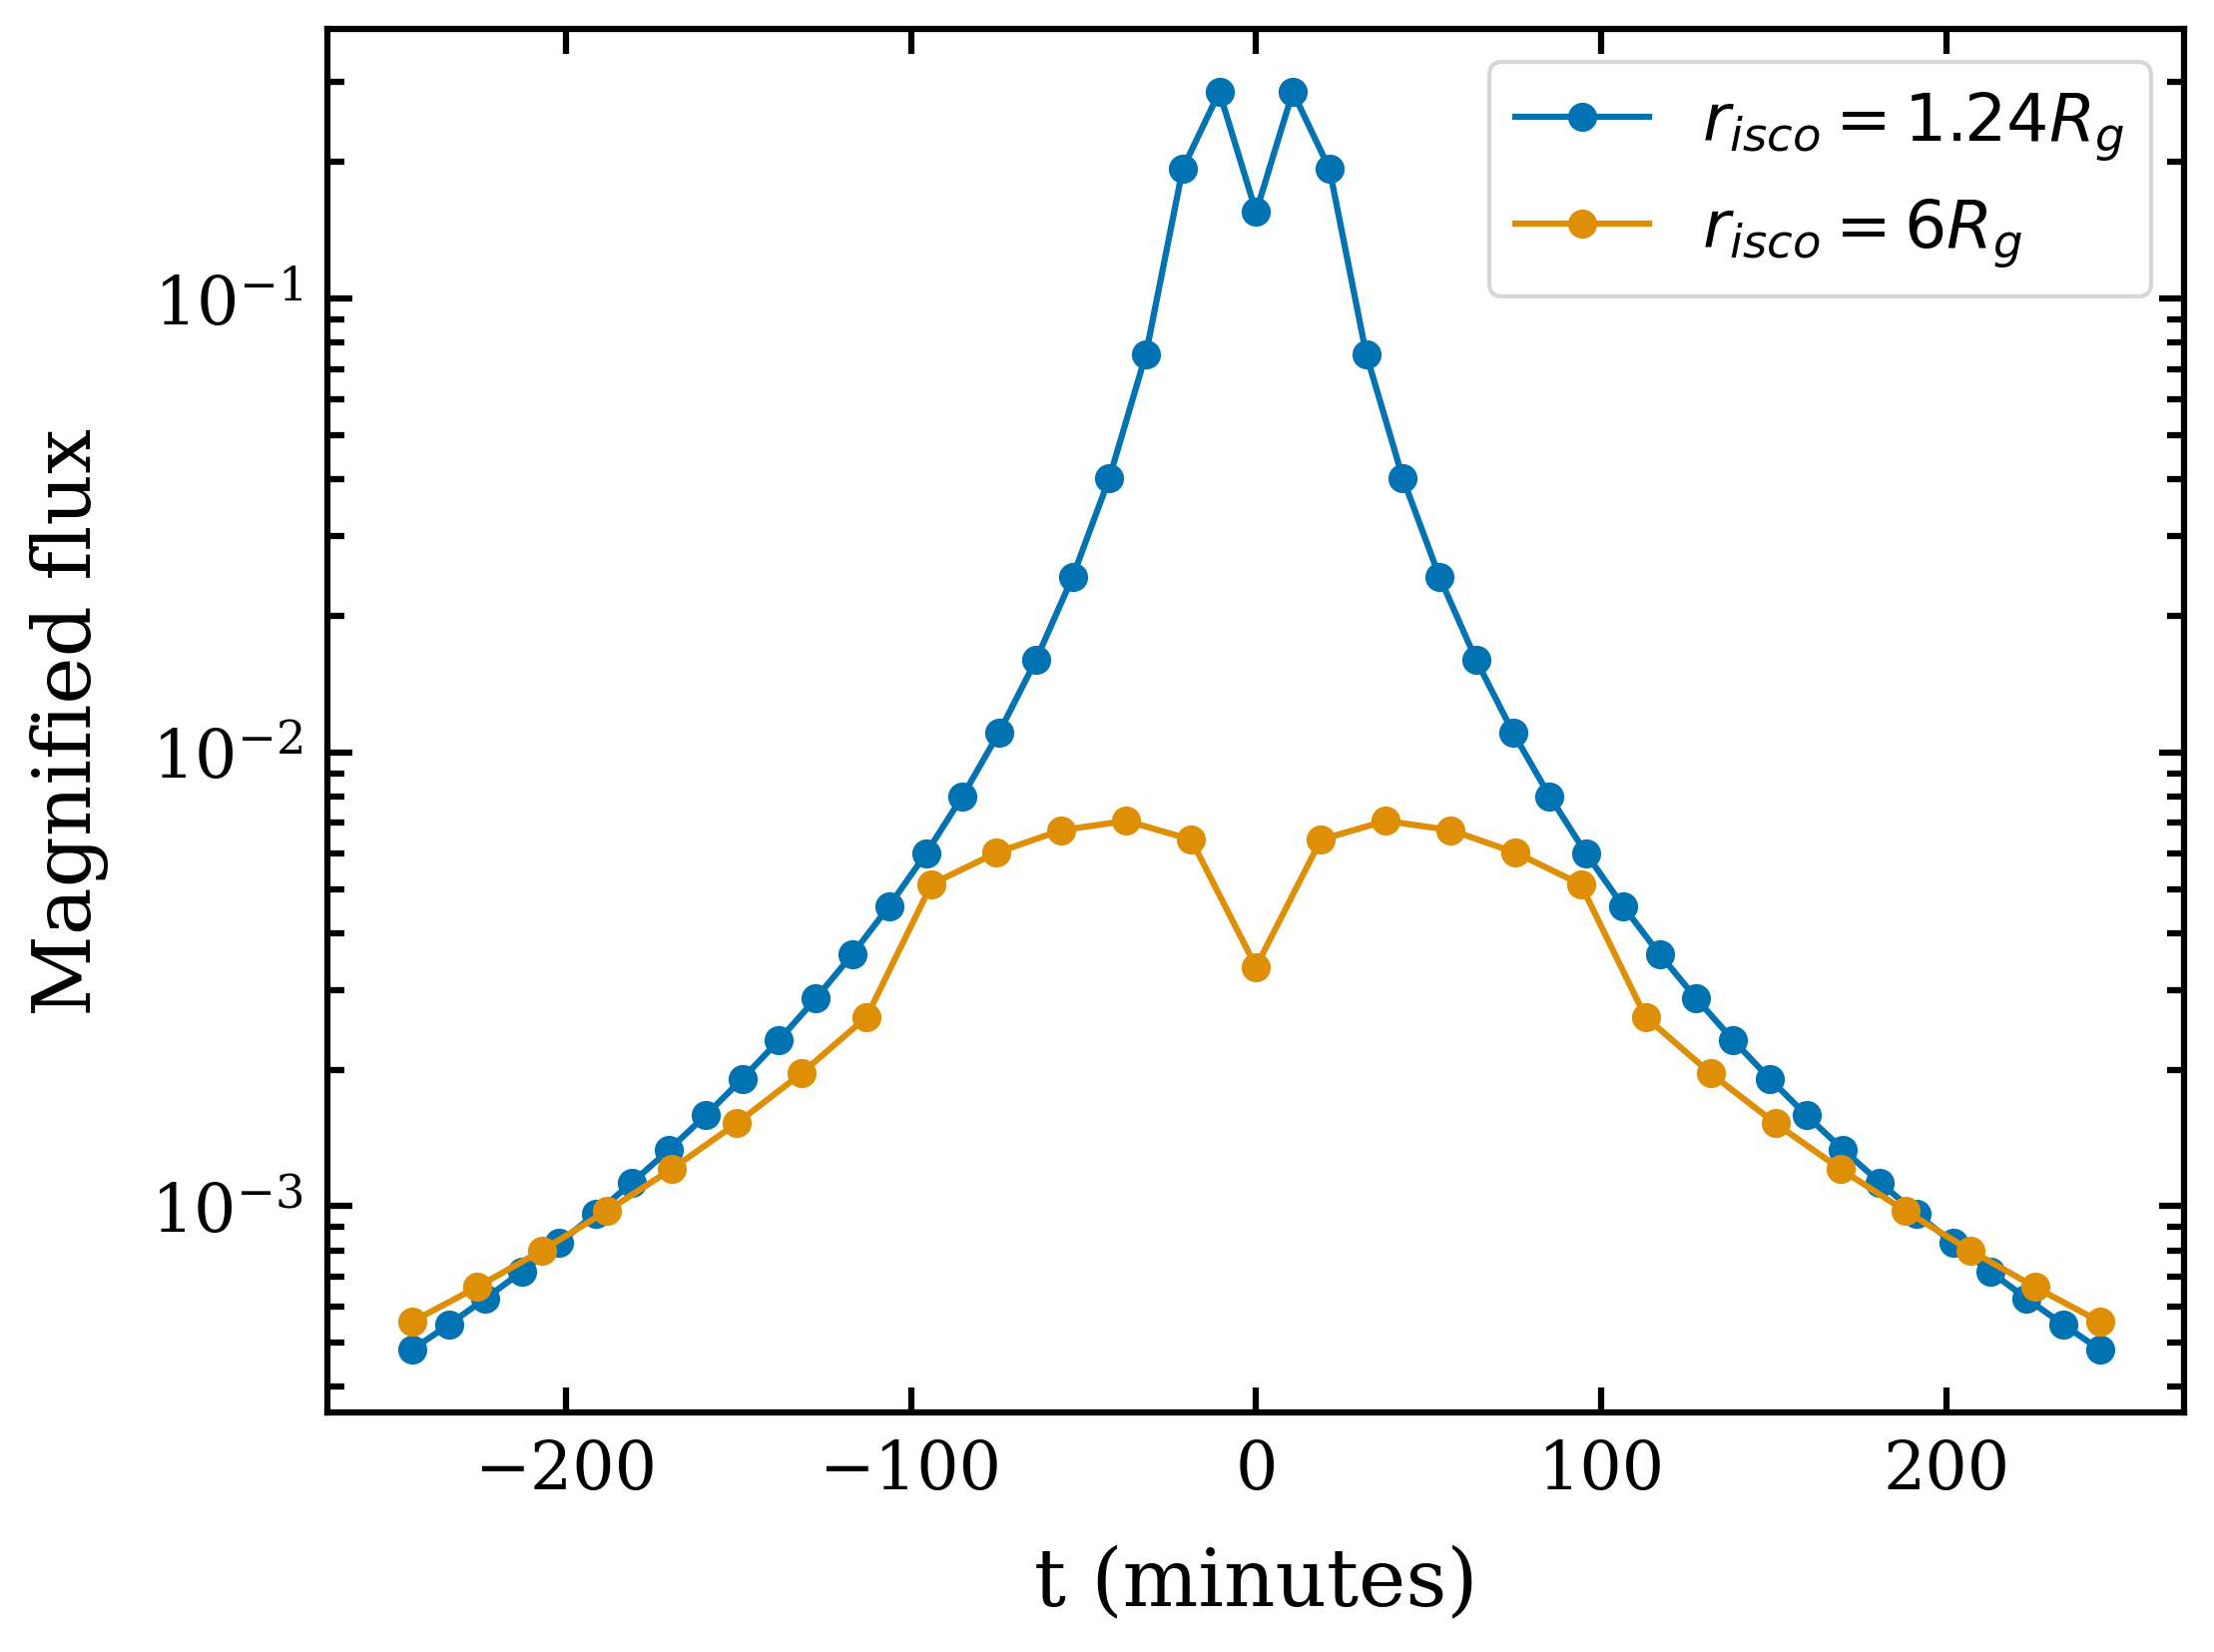 Magnified flux
10⁻¹
10⁻²
10⁻³
−200 −100 0 100 200
t (minutes)
r_isco = 1.24R_g
r_isco = 6R_g